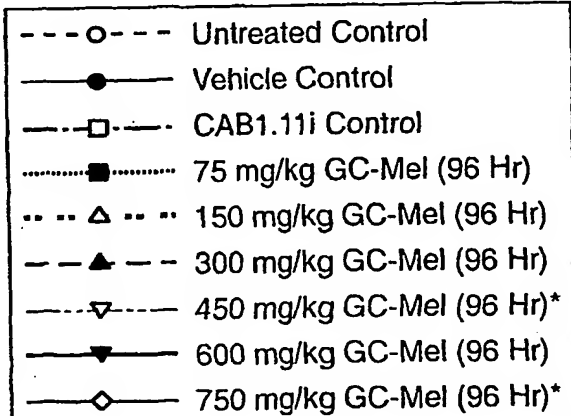 Untreated Control
Vehicle Control
CAB1.11i Control
75 mg/kg GC-Mel (96 Hr)
150 mg/kg GC-Mel (96 Hr)
300 mg/kg GC-Mel (96 Hr)
450 mg/kg GC-Mel (96 Hr)*
600 mg/kg GC-Mel (96 Hr)
750 mg/kg GC-Mel (96 Hr)*